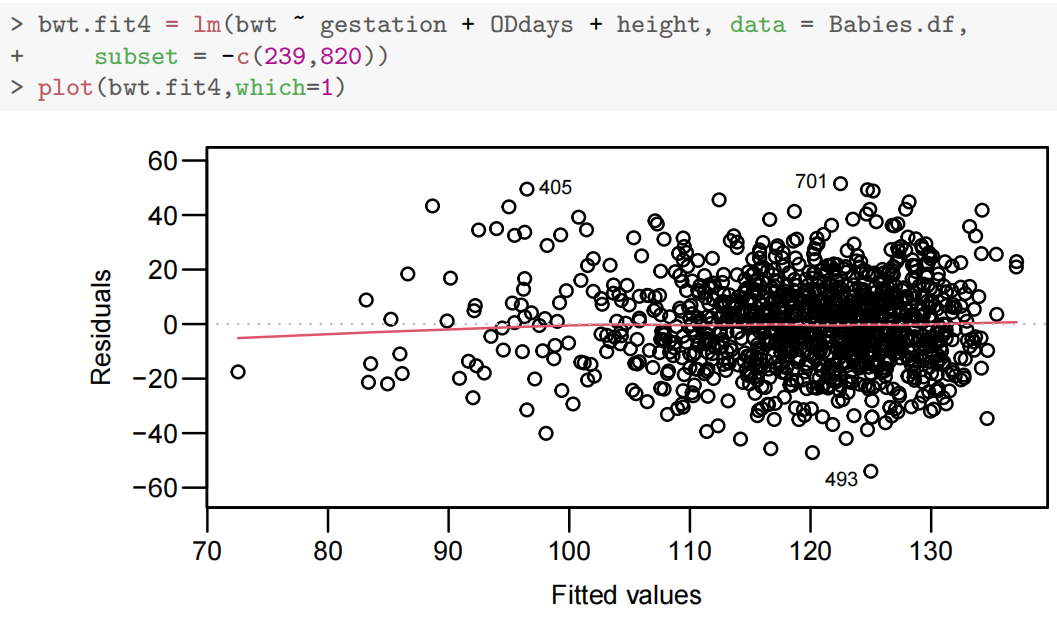 > bwt.fit4 = lm(bwt ~ gestation + ODdays + height, data = Babies.df,
+     subset = -c(239,820))
> plot(bwt.fit4,which=1)
60
40
20
0
−20
−40
−60
Residuals
405
701
493
70 80 90 100 110 120 130
Fitted values